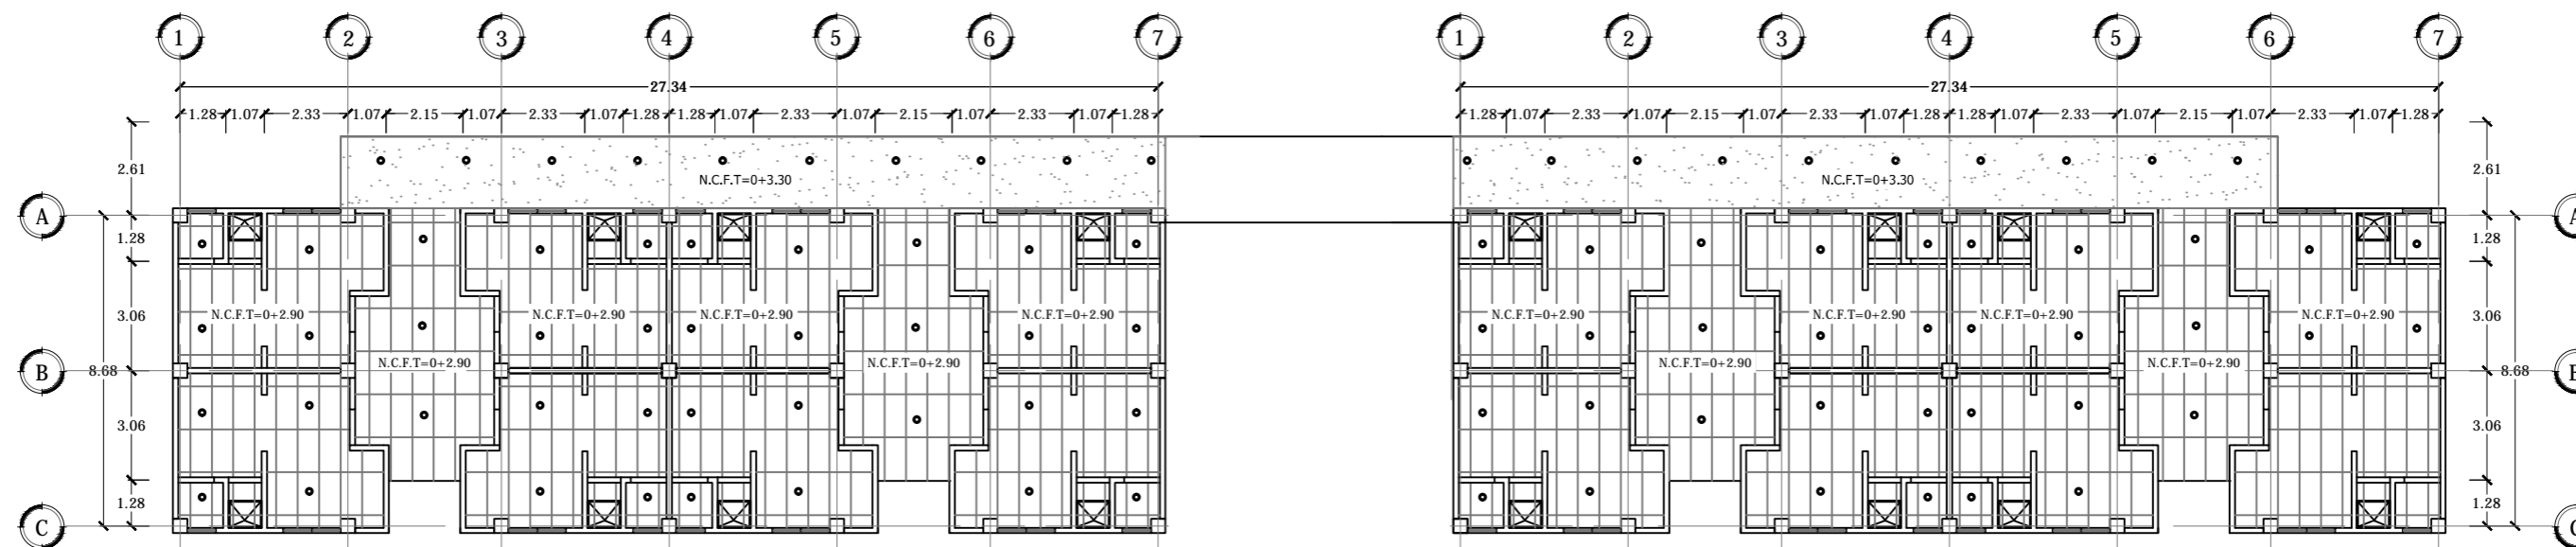 1 2 3 4 5 6 7 1 2 3 4 5 6 7
27.34 27.34
1.28 1.07 2.33 1.07 2.15 1.07 2.33 1.07 1.28 1.28 1.07 2.33 1.07 2.15 1.07 2.33 1.07 1.28 1.28 1.07 2.33 1.07 2.15 1.07 2.33 1.07 1.28 1.28 1.07 2.33 1.07 2.15 1.07 2.33 1.07 1.28
2.61 2.61
N.C.F.T=0+3.30 N.C.F.T=0+3.30
A A
1.28 1.28
3.06 N.C.F.T=0+2.90 N.C.F.T=0+2.90 N.C.F.T=0+2.90 N.C.F.T=0+2.90 N.C.F.T=0+2.90 N.C.F.T=0+2.90 N.C.F.T=0+2.90 N.C.F.T=0+2.90 3.06
N.C.F.T=0+2.90 N.C.F.T=0+2.90 N.C.F.T=0+2.90 N.C.F.T=0+2.90
B 8.68 8.68 B
3.06 3.06
1.28 1.28
C C